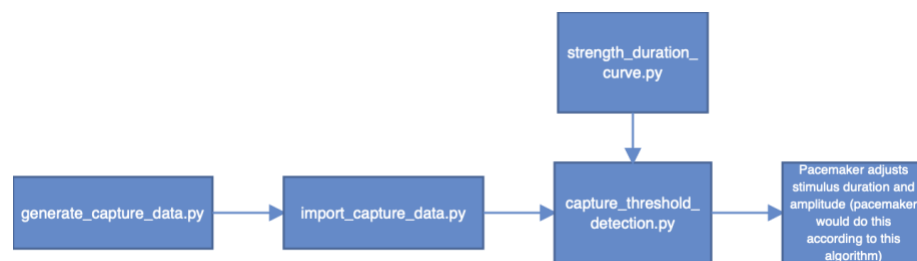 strength_duration_
curve.py
generate_capture_data.py
import_capture_data.py
capture_threshold_
detection.py
Pacemaker adjusts
stimulus duration and
amplitude (pacemaker
would do this
according to this
algorithm)